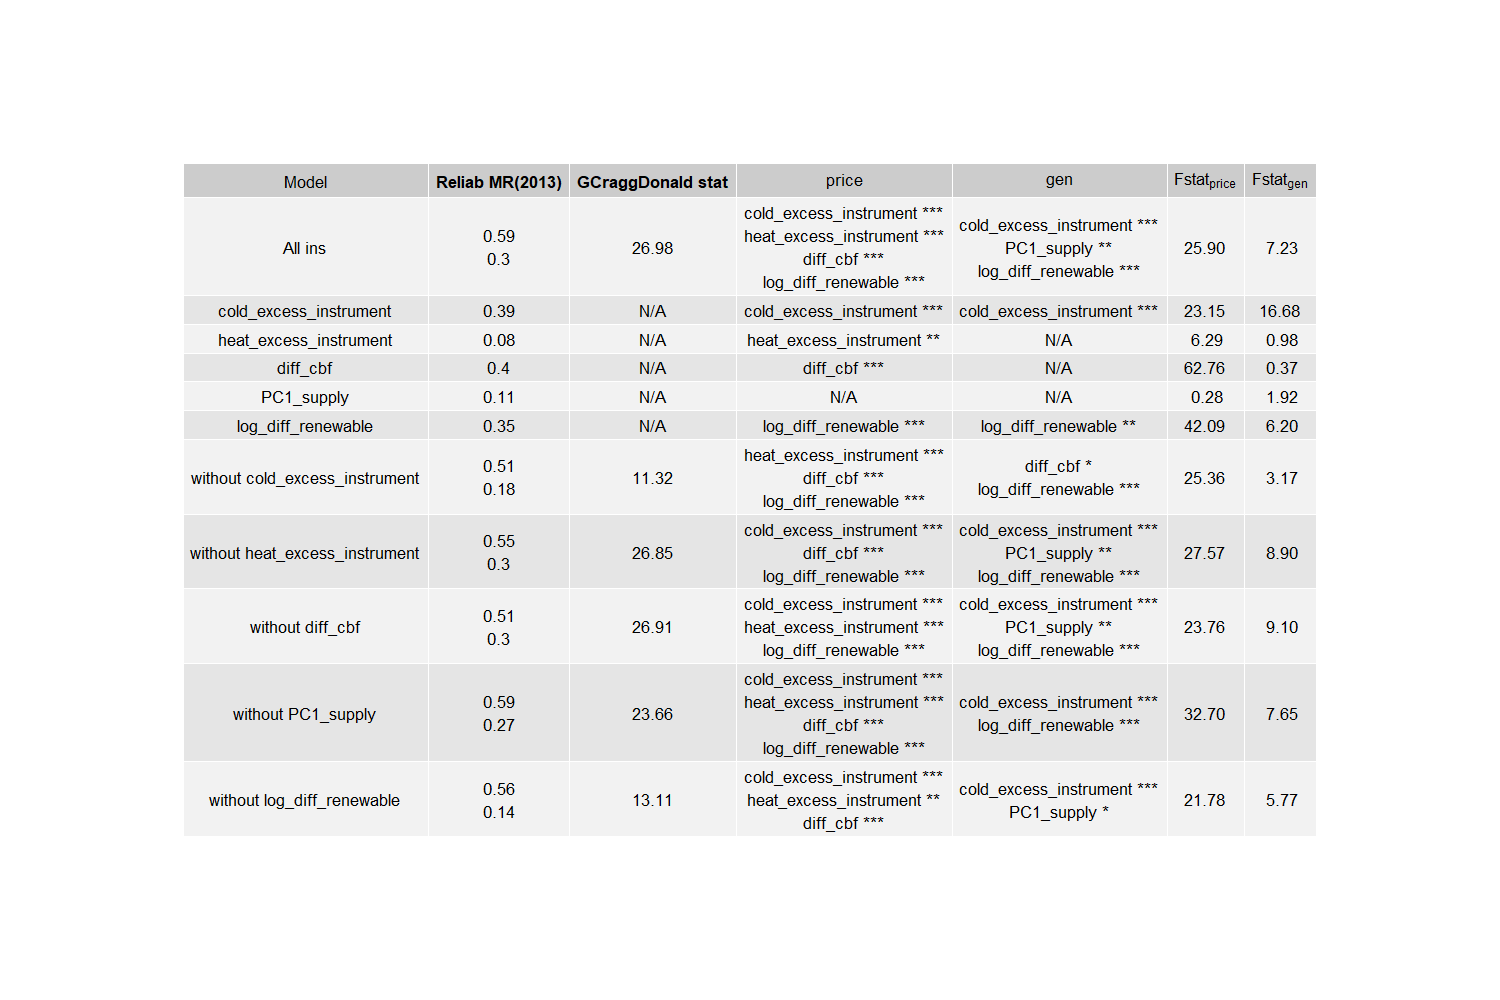 Model Reliab MR(2013) GCraggDonald stat price gen Fstatprice Fstatgen
All ins
0.59
0.3
26.98
cold_excess_instrument ***
heat_excess_instrument ***
diff_cbf ***
log_diff_renewable ***
cold_excess_instrument ***
PC1_supply **
log_diff_renewable ***
25.90
7.23
cold_excess_instrument 0.39 N/A cold_excess_instrument *** cold_excess_instrument *** 23.15 16.68
heat_excess_instrument 0.08 N/A heat_excess_instrument ** N/A 6.29 0.98
diff_cbf 0.4 N/A diff_cbf *** N/A 62.76 0.37
PC1_supply 0.11 N/A N/A N/A 0.28 1.92
log_diff_renewable 0.35 N/A log_diff_renewable *** log_diff_renewable ** 42.09 6.20
without cold_excess_instrument
0.51
0.18
11.32
heat_excess_instrument ***
diff_cbf ***
log_diff_renewable ***
diff_cbf *
log_diff_renewable ***
25.36
3.17
without heat_excess_instrument
0.55
0.3
26.85
cold_excess_instrument ***
diff_cbf ***
log_diff_renewable ***
cold_excess_instrument ***
PC1_supply **
log_diff_renewable ***
27.57
8.90
without diff_cbf
0.51
0.3
26.91
cold_excess_instrument ***
heat_excess_instrument ***
log_diff_renewable ***
cold_excess_instrument ***
PC1_supply **
log_diff_renewable ***
23.76
9.10
without PC1_supply
0.59
0.27
23.66
cold_excess_instrument ***
heat_excess_instrument ***
diff_cbf ***
log_diff_renewable ***
cold_excess_instrument ***
log_diff_renewable ***
32.70
7.65
without log_diff_renewable
0.56
0.14
13.11
cold_excess_instrument ***
heat_excess_instrument **
diff_cbf ***
cold_excess_instrument ***
PC1_supply *
21.78
5.77